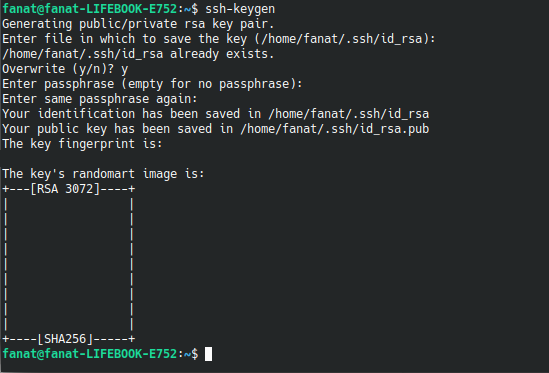 fanat@fanat-LIFEBOOK-E752:~$ ssh-keygen
Generating public/private rsa key pair.
Enter file in which to save the key (/home/fanat/.ssh/id_rsa):
/home/fanat/.ssh/id_rsa already exists.
Overwrite (y/n)? y
Enter passphrase (empty for no passphrase):
Enter same passphrase again:
Your identification has been saved in /home/fanat/.ssh/id_rsa
Your public key has been saved in /home/fanat/.ssh/id_rsa.pub
The key fingerprint is:

The key's randomart image is:
+---[RSA 3072]----+
|                 |
|                 |
|                 |
|                 |
|                 |
|                 |
|                 |
|                 |
|                 |
+----[SHA256]-----+
fanat@fanat-LIFEBOOK-E752:~$